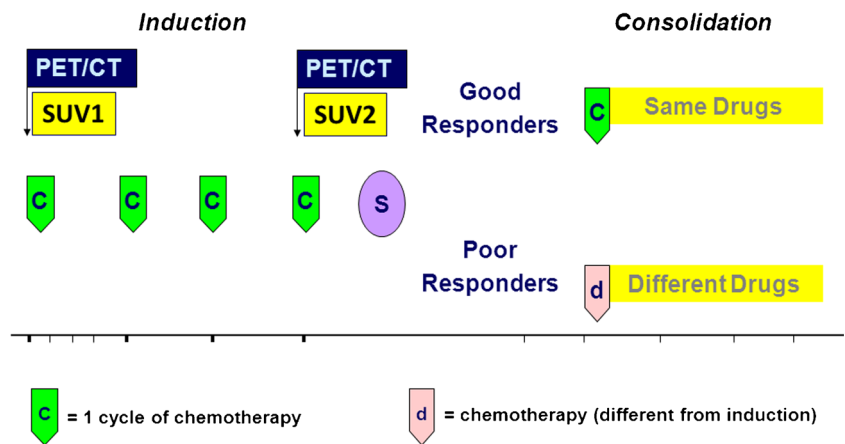 Induction
Consolidation
PET/CT
SUV1
PET/CT
SUV2
Good
Responders
C
Same Drugs
C
C
C
C
S
Poor
Responders
d
Different Drugs
C
= 1 cycle of chemotherapy
d
= chemotherapy (different from induction)